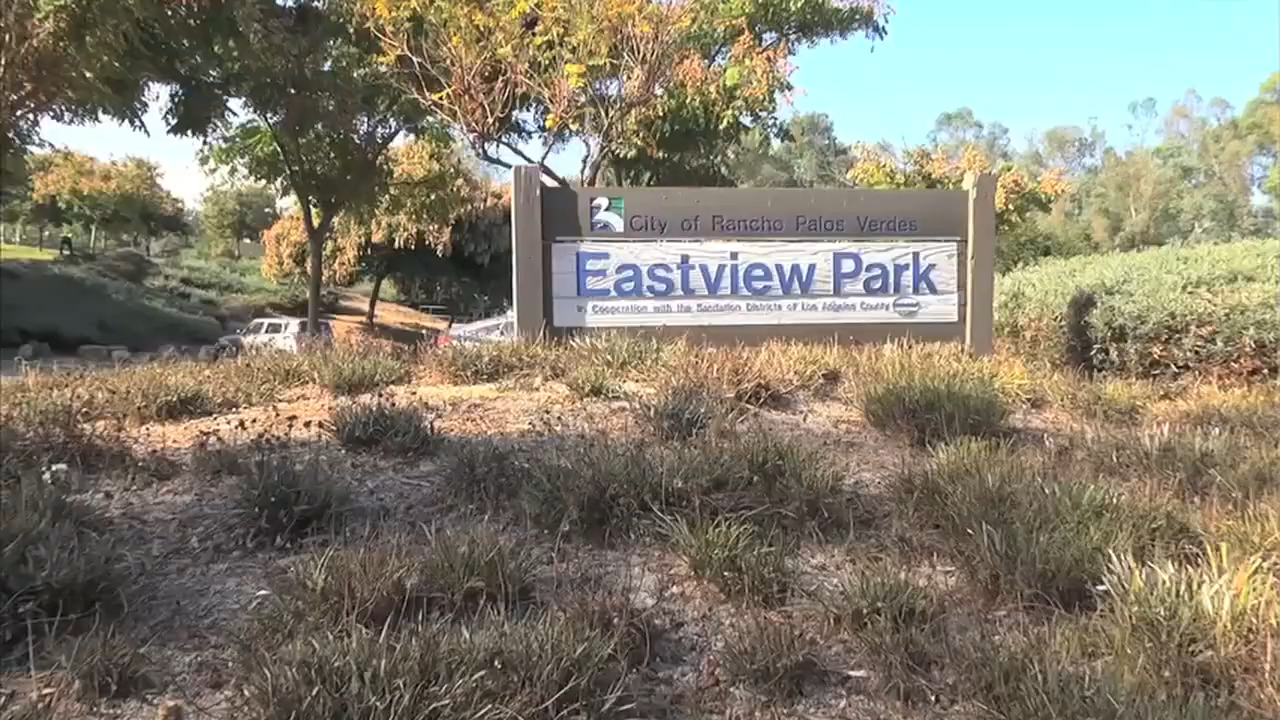 City of Rancho Palos Verdes
Eastview Park
In Cooperation with the Sanitation Districts of Los Angeles County